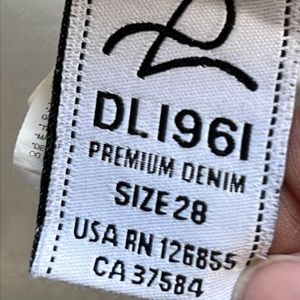 DL1961
PREMIUM DENIM
SIZE 28
USA RN 126855
CA 37584